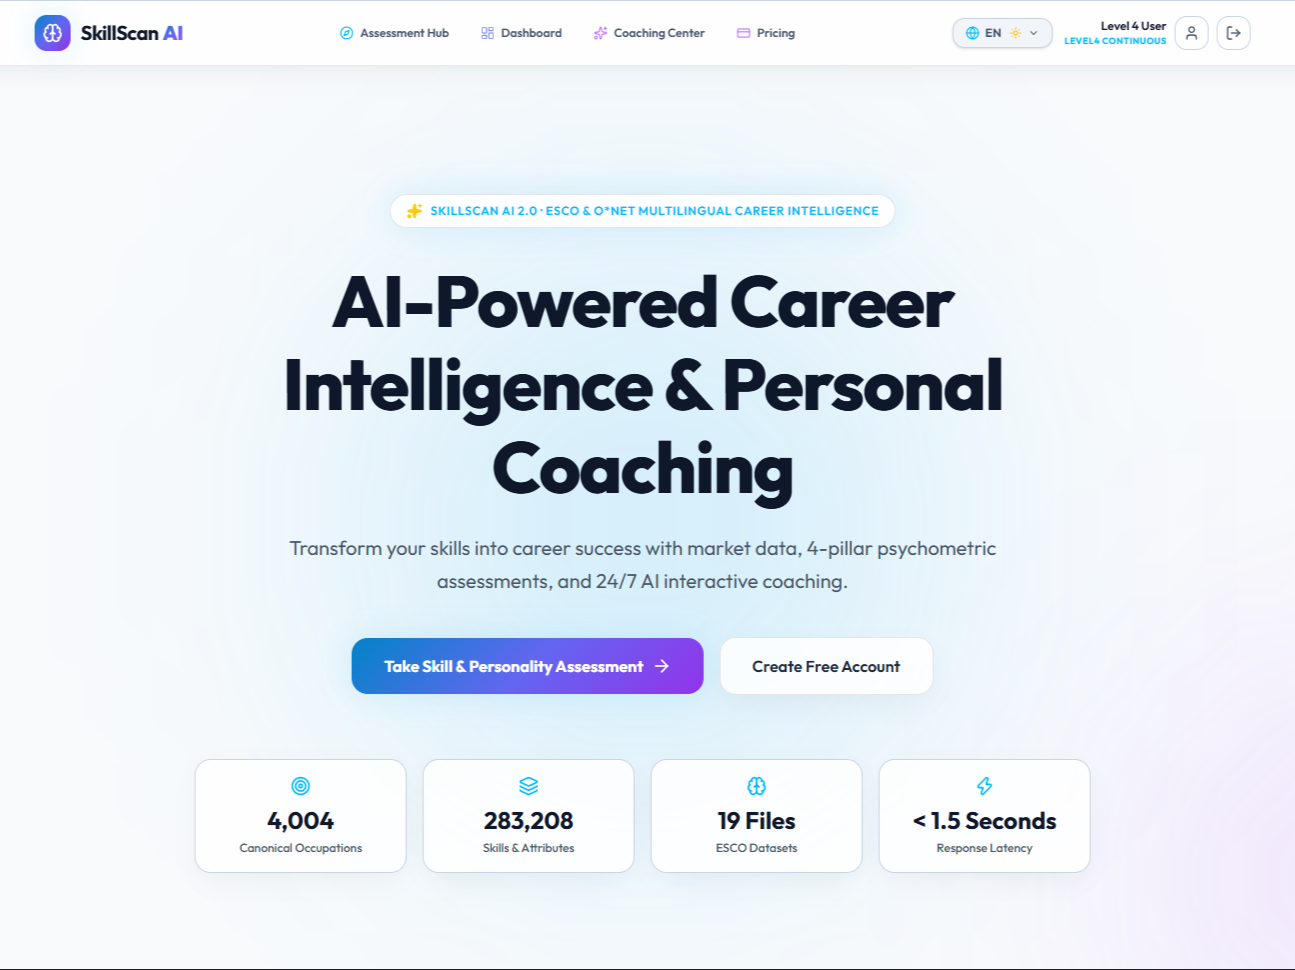 SkillScan AI
Assessment Hub
Dashboard
Coaching Center
Pricing
EN
Level 4 User
LEVEL4 CONTINUOUS
SKILLSCAN AI 2.0 · ESCO & O*NET MULTILINGUAL CAREER INTELLIGENCE
AI-Powered Career
Intelligence & Personal
Coaching
Transform your skills into career success with market data, 4-pillar psychometric
assessments, and 24/7 AI interactive coaching.
Take Skill & Personality Assessment
Create Free Account
4,004
Canonical Occupations
283,208
Skills & Attributes
19 Files
ESCO Datasets
< 1.5 Seconds
Response Latency